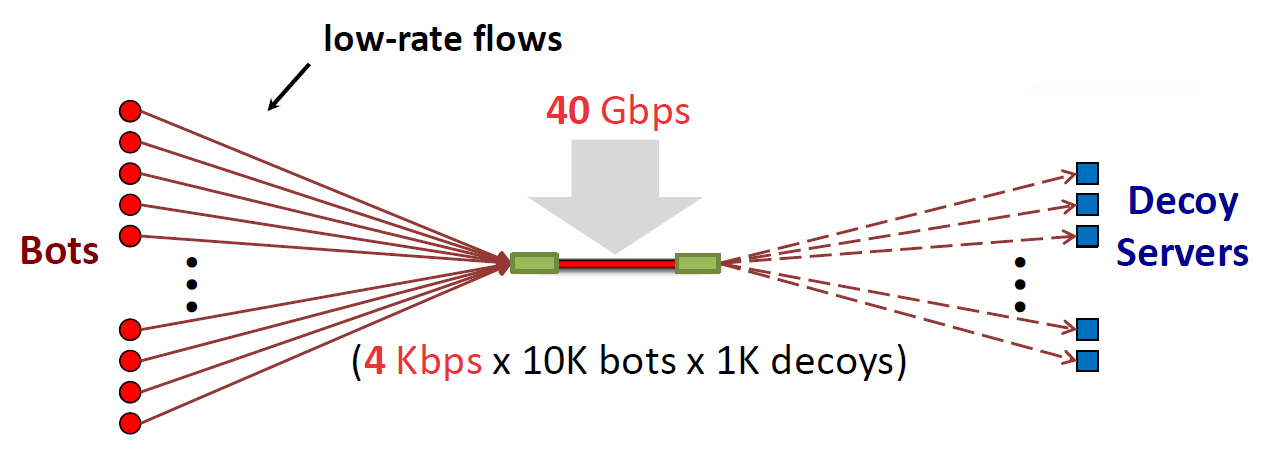 low-rate flows
40 Gbps
Bots
Decoy
Servers
(4 Kbps x 10K bots x 1K decoys)